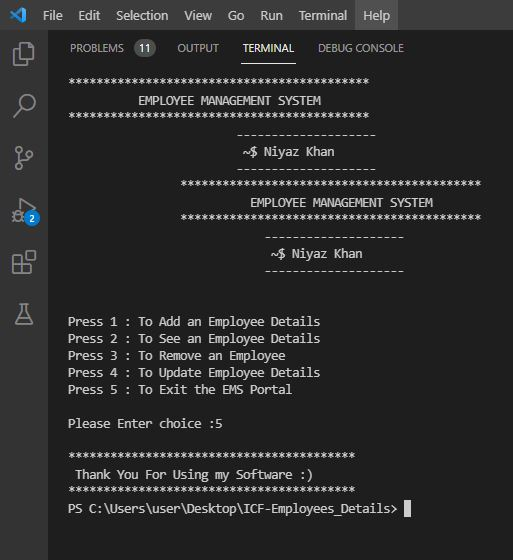 File Edit Selection View Go Run Terminal Help
PROBLEMS 11 OUTPUT TERMINAL DEBUG CONSOLE
*******************************************
EMPLOYEE MANAGEMENT SYSTEM
*******************************************
--------------------
~$ Niyaz Khan
--------------------
*******************************************
EMPLOYEE MANAGEMENT SYSTEM
*******************************************
--------------------
~$ Niyaz Khan
--------------------
2
Press 1 : To Add an Employee Details
Press 2 : To See an Employee Details
Press 3 : To Remove an Employee
Press 4 : To Update Employee Details
Press 5 : To Exit the EMS Portal
Please Enter choice :5
*****************************************
Thank You For Using my Software :)
*****************************************
PS C:\Users\user\Desktop\ICF-Employees_Details>